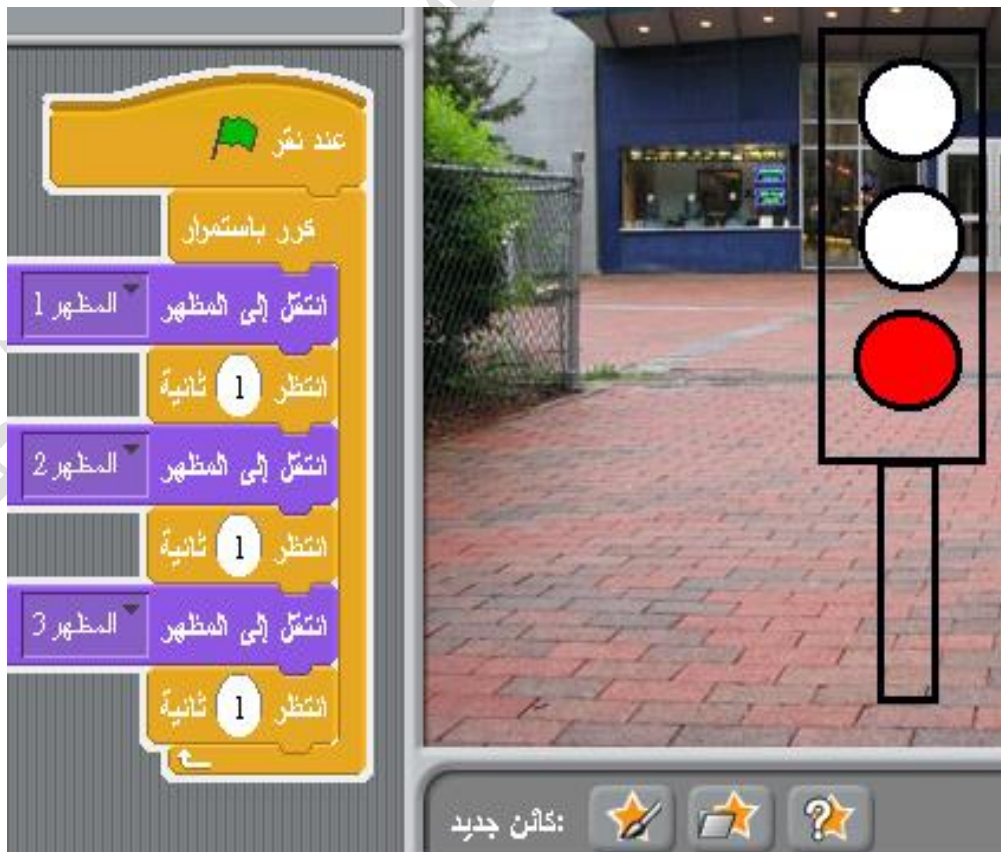 عند نقر
كرر باستمرار
انتقل إلى المظهر المظهر 1
انتظر 1 ثانية
انتقل إلى المظهر المظهر 2
انتظر 1 ثانية
انتقل إلى المظهر المظهر 3
انتظر 1 ثانية
كائن جديد: